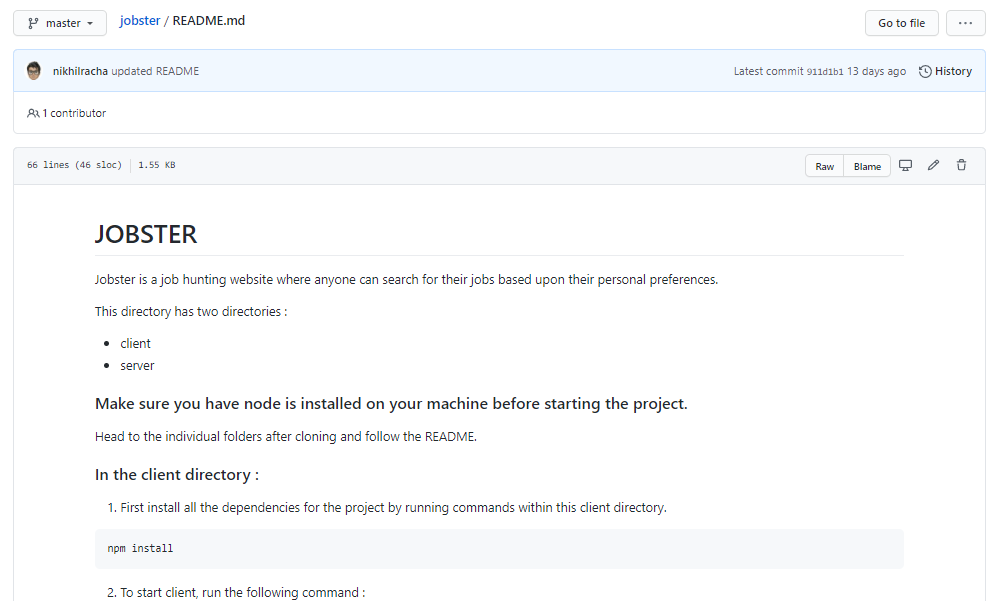 master
jobster / README.md
Go to file
...
nikhilracha updated README
Latest commit 911d1b1 13 days ago
History
1 contributor
66 lines (46 sloc) 1.55 KB
Raw
Blame
JOBSTER
Jobster is a job hunting website where anyone can search for their jobs based upon their personal preferences.
This directory has two directories :
client
server
Make sure you have node is installed on your machine before starting the project.
Head to the individual folders after cloning and follow the README.
In the client directory :
1. First install all the dependencies for the project by running commands within this client directory.
npm install
2. To start client, run the following command :